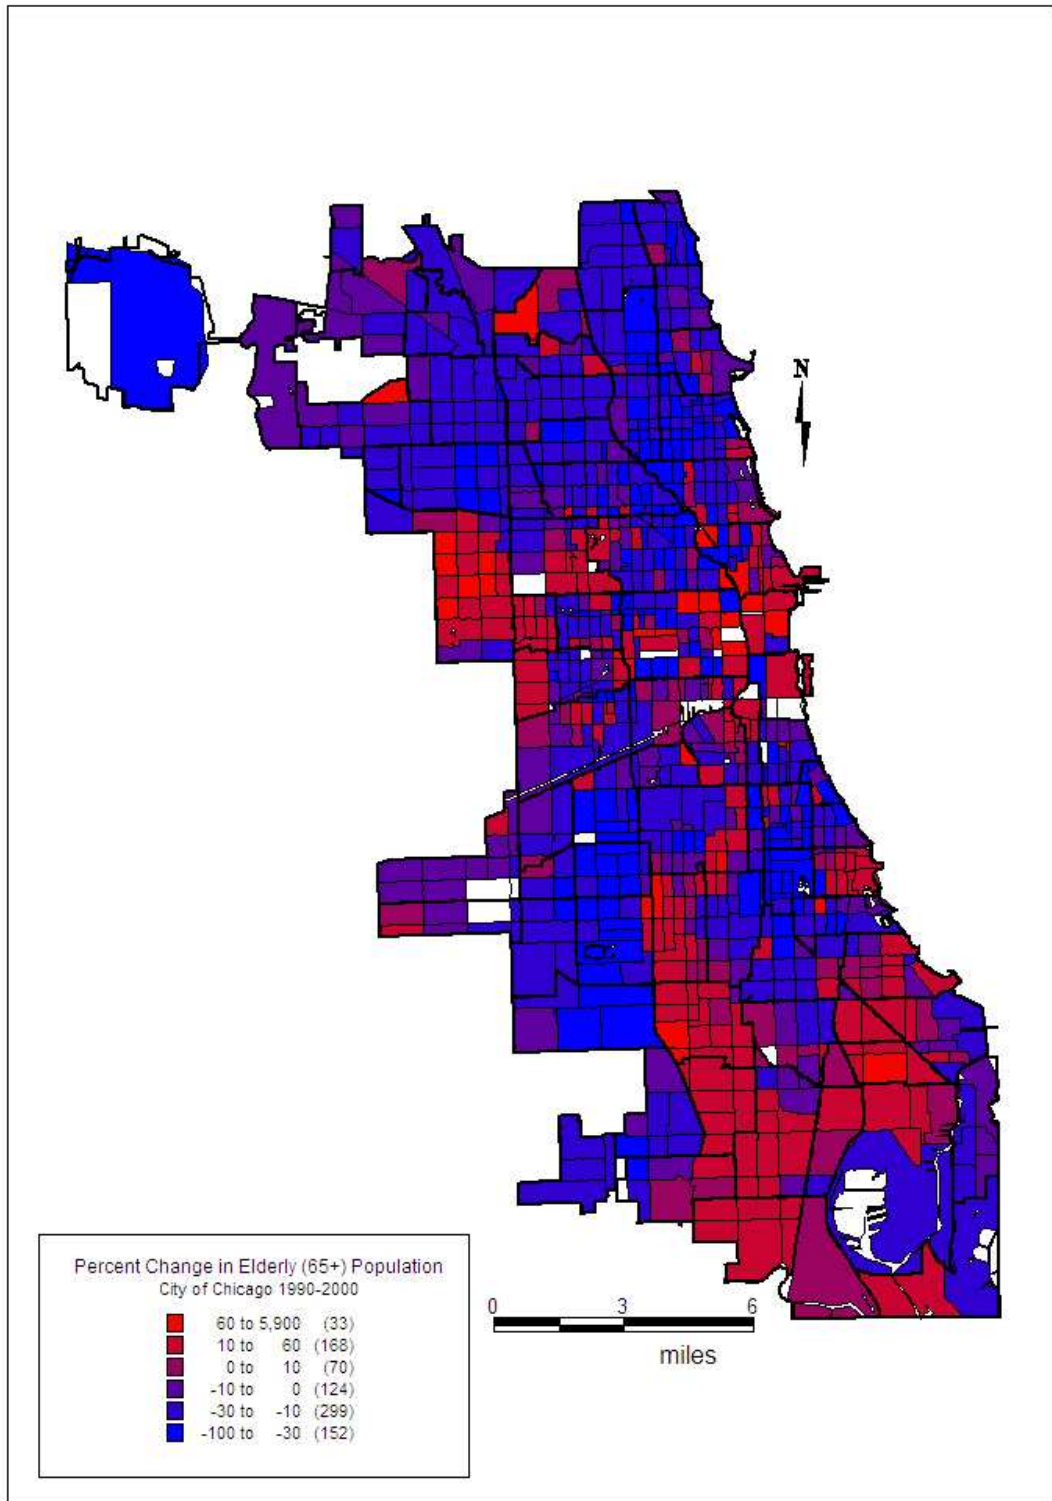 N
Percent Change in Elderly (65+) Population
City of Chicago 1990-2000
60 to 5,900 (33)
10 to 60 (168)
0 to 10 (70)
-10 to 0 (124)
-30 to -10 (299)
-100 to -30 (152)
0 3 6
miles